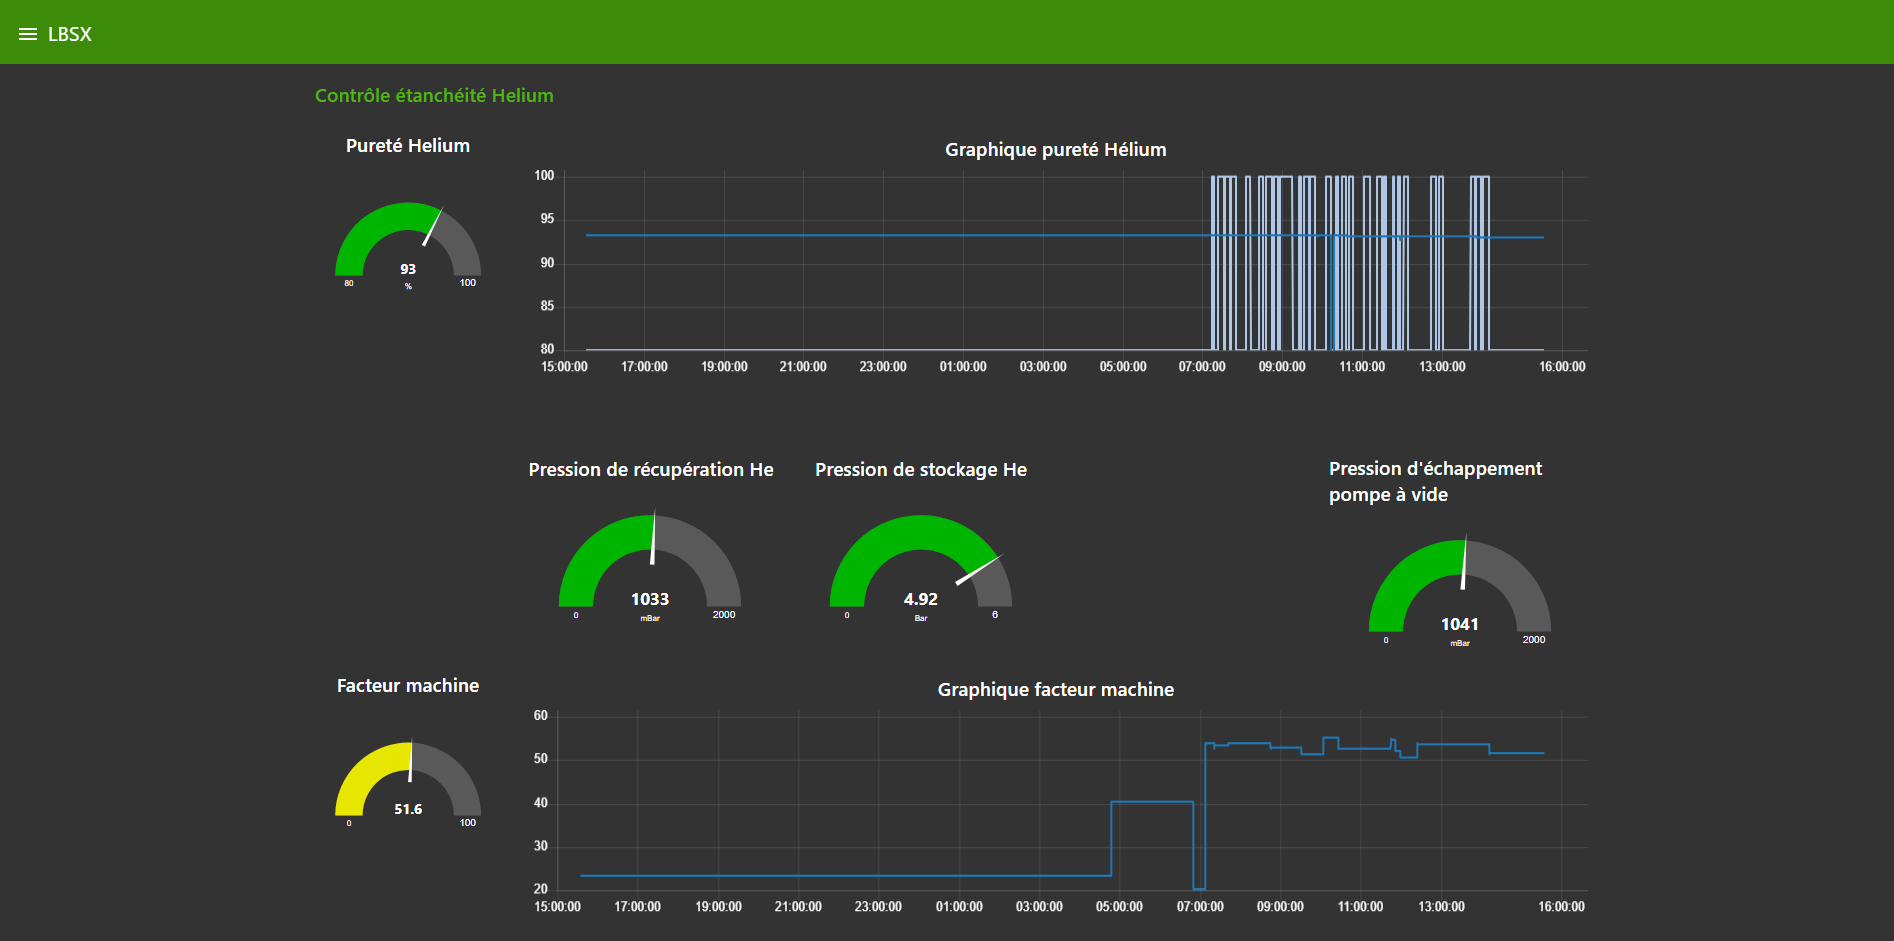 LBSX
Contrôle étanchéité Helium
Pureté Helium
93
%
80
100
Graphique pureté Hélium
100
95
90
85
80
15:00:00 17:00:00 19:00:00 21:00:00 23:00:00 01:00:00 03:00:00 05:00:00 07:00:00 09:00:00 11:00:00 13:00:00 16:00:00
Pression de récupération He
1033
mBar
0
2000
Pression de stockage He
4.92
Bar
0
6
Pression d'échappement
pompe à vide
1041
mBar
0
2000
Facteur machine
51.6
0
100
Graphique facteur machine
60
50
40
30
20
15:00:00 17:00:00 19:00:00 21:00:00 23:00:00 01:00:00 03:00:00 05:00:00 07:00:00 09:00:00 11:00:00 13:00:00 16:00:00